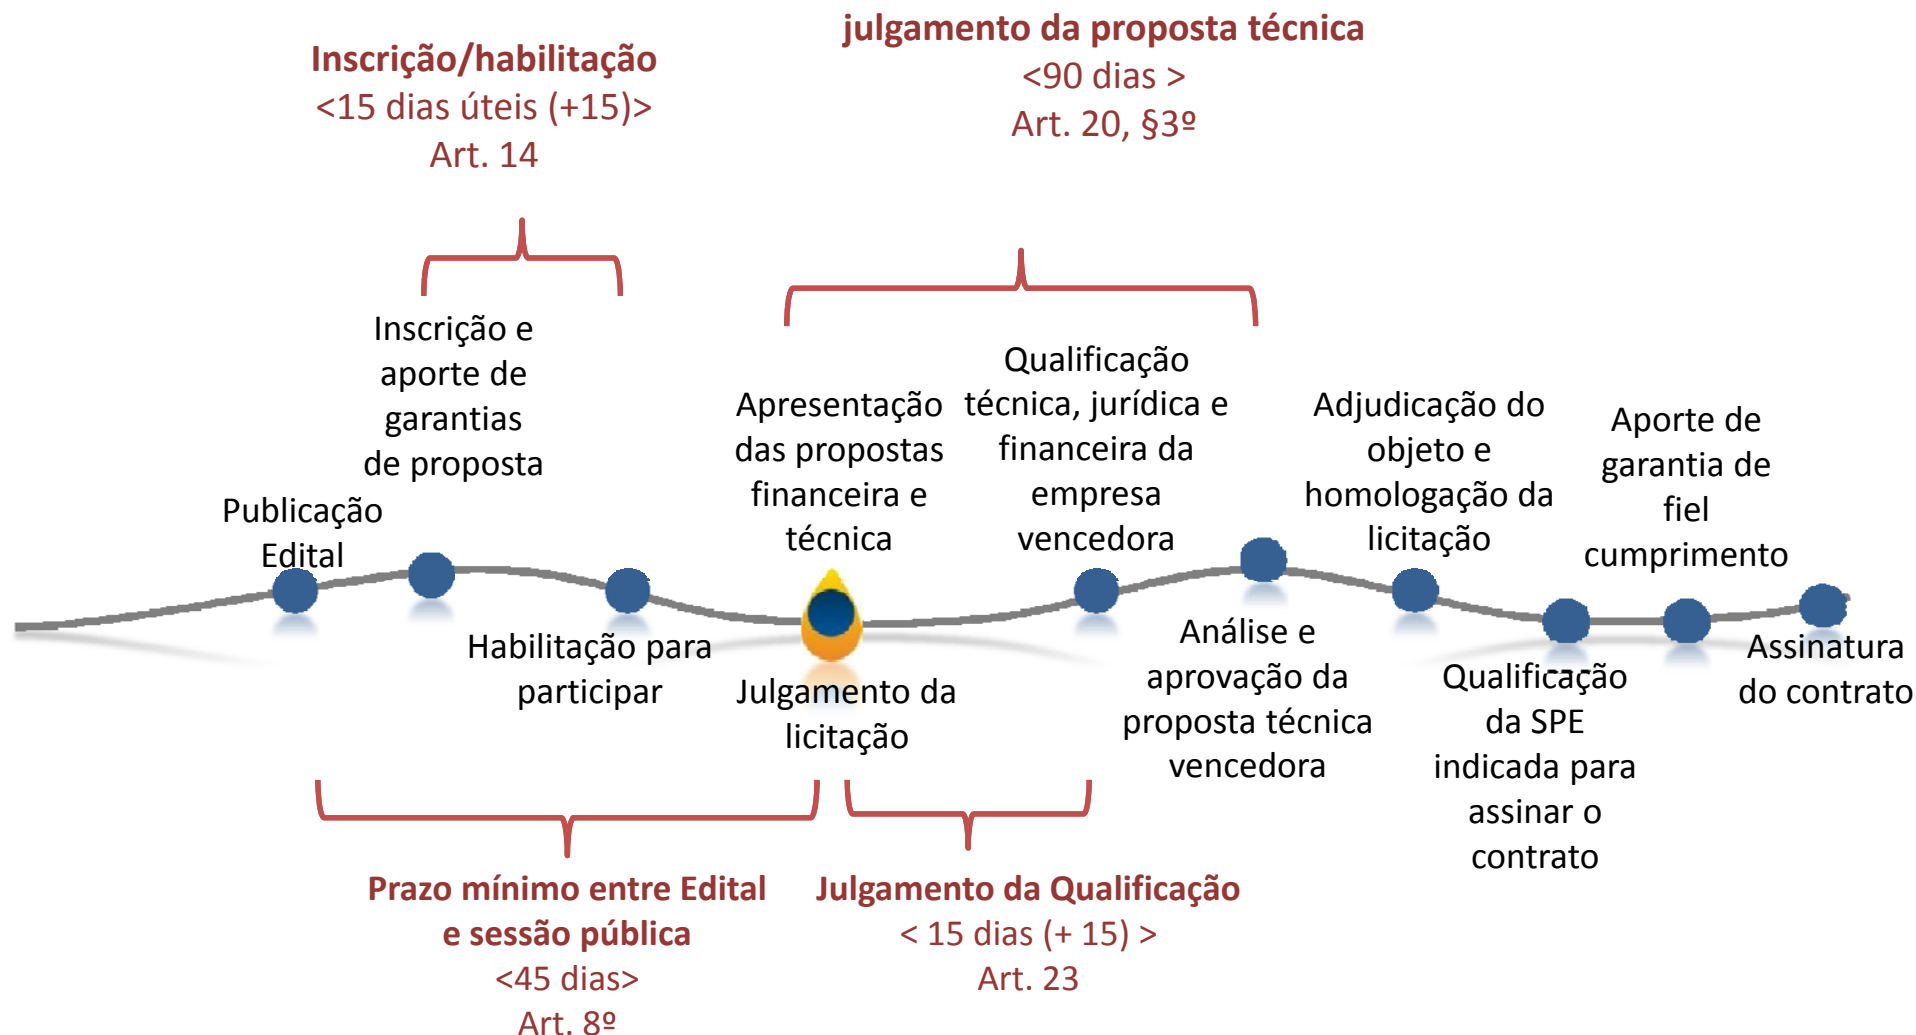 julgamento da proposta técnica
<90 dias >
Art. 20, §3º
Inscrição/habilitação
<15 dias úteis (+15)>
Art. 14
Publicação
Edital
Inscrição e
aporte de
garantias
de proposta
Habilitação para
participar
Apresentação
das propostas
financeira e
técnica
Julgamento da
licitação
Qualificação
técnica, jurídica e
financeira da
empresa
vencedora
Análise e
aprovação da
proposta técnica
vencedora
Adjudicação do
objeto e
homologação da
licitação
Qualificação
da SPE
indicada para
assinar o
contrato
Aporte de
garantia de
fiel
cumprimento
Assinatura
do contrato
Prazo mínimo entre Edital
e sessão pública
<45 dias>
Art. 8º
Julgamento da Qualificação
< 15 dias (+ 15) >
Art. 23